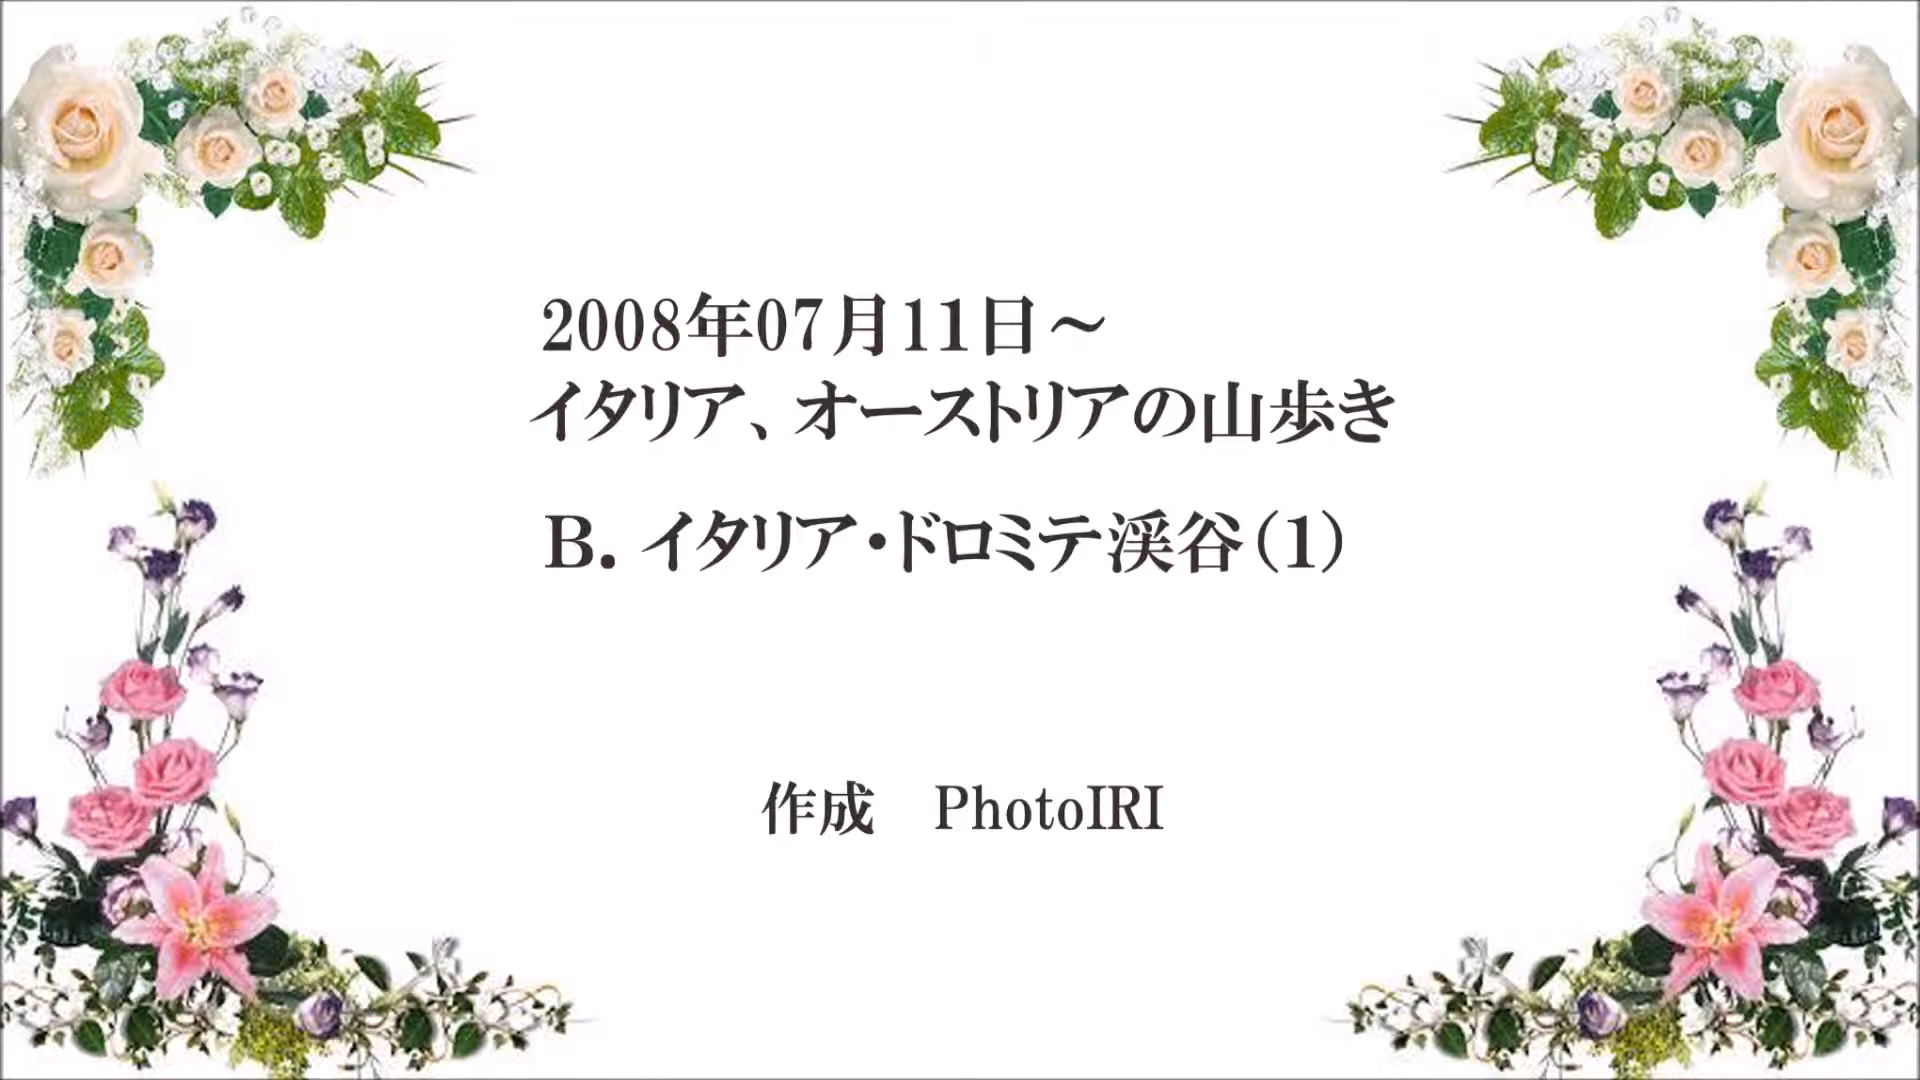 2008年07月11日～
イタリア、オーストリアの山歩き
B. イタリア・ドロミテ渓谷（1）
作成　PhotoIRI